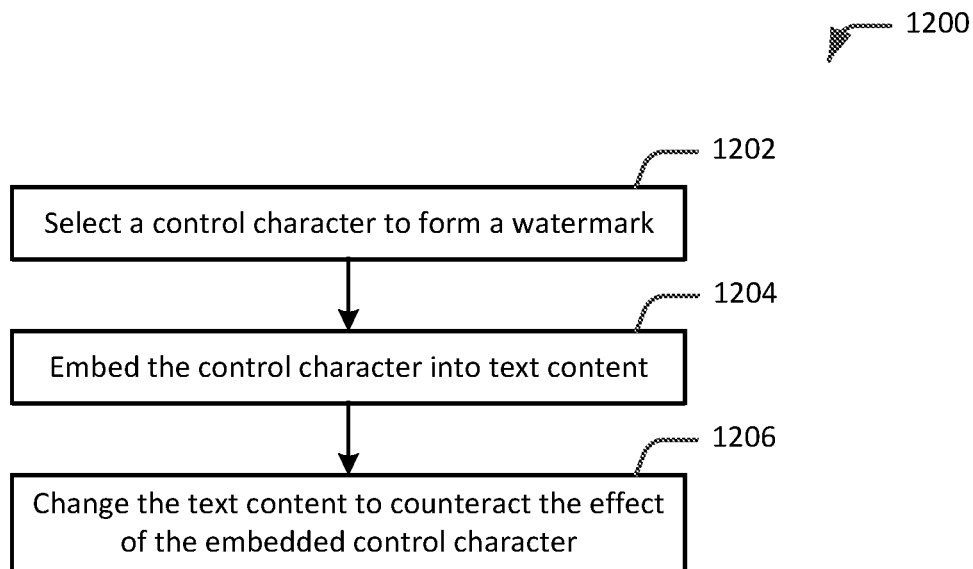 1200
1202
Select a control character to form a watermark
1204
Embed the control character into text content
1206
Change the text content to counteract the effect
of the embedded control character